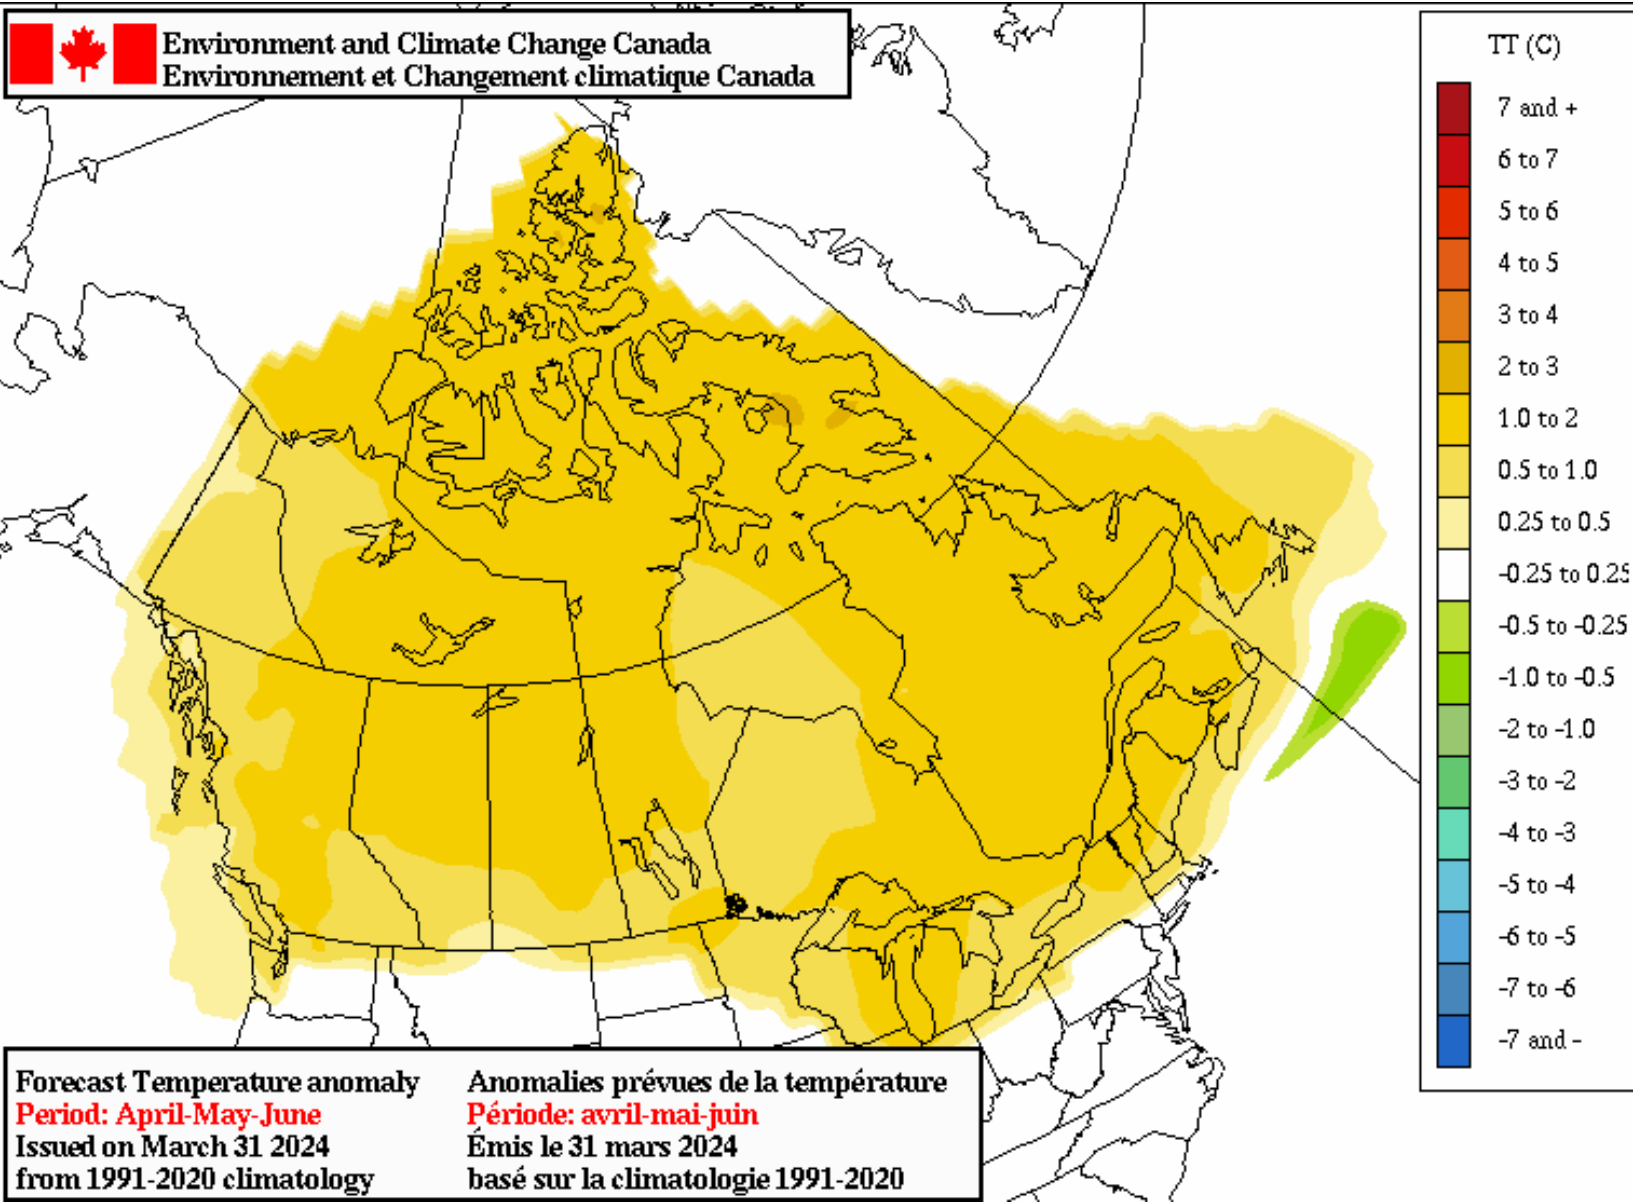 Environment and Climate Change Canada
Environnement et Changement climatique Canada
TT (C)
7 and +
6 to 7
5 to 6
4 to 5
3 to 4
2 to 3
1.0 to 2
0.5 to 1.0
0.25 to 0.5
-0.25 to 0.25
-0.5 to -0.25
-1.0 to -0.5
-2 to -1.0
-3 to -2
-4 to -3
-5 to -4
-6 to -5
-7 to -6
-7 and -
Forecast Temperature anomaly
Period: April-May-June
Issued on March 31 2024
from 1991-2020 climatology
Anomalies prévues de la température
Période: avril-mai-juin
Émis le 31 mars 2024
basé sur la climatologie 1991-2020